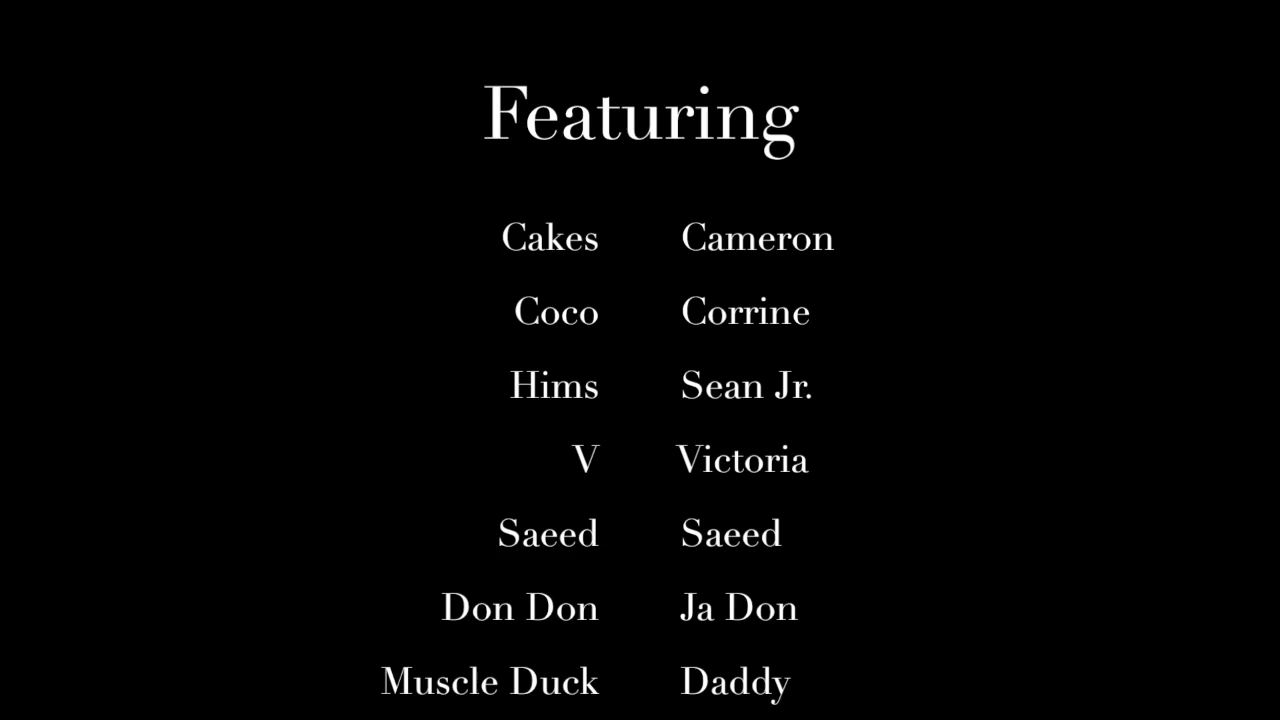 Featuring
Cakes Cameron
Coco Corrine
Hims Sean Jr.
V Victoria
Saeed Saeed
Don Don Ja Don
Muscle Duck Daddy